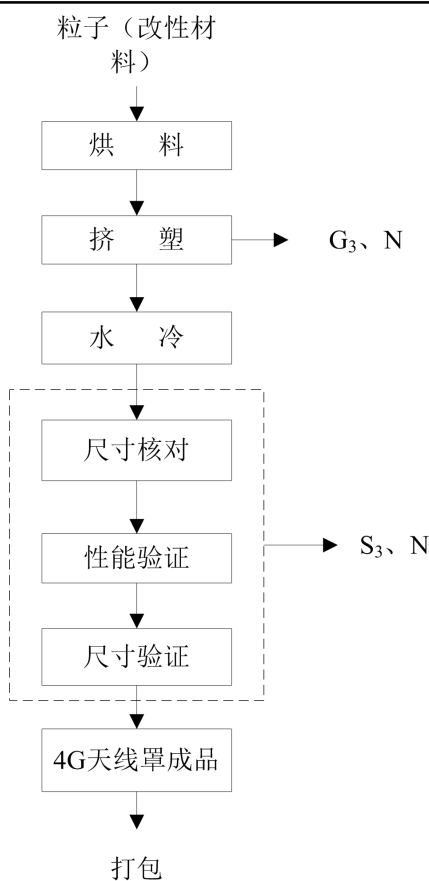 粒子（改性材
料）
烘 料
挤 塑
G₃、N
水 冷
尺寸核对
性能验证
S₃、N
尺寸验证
4G天线罩成品
打包